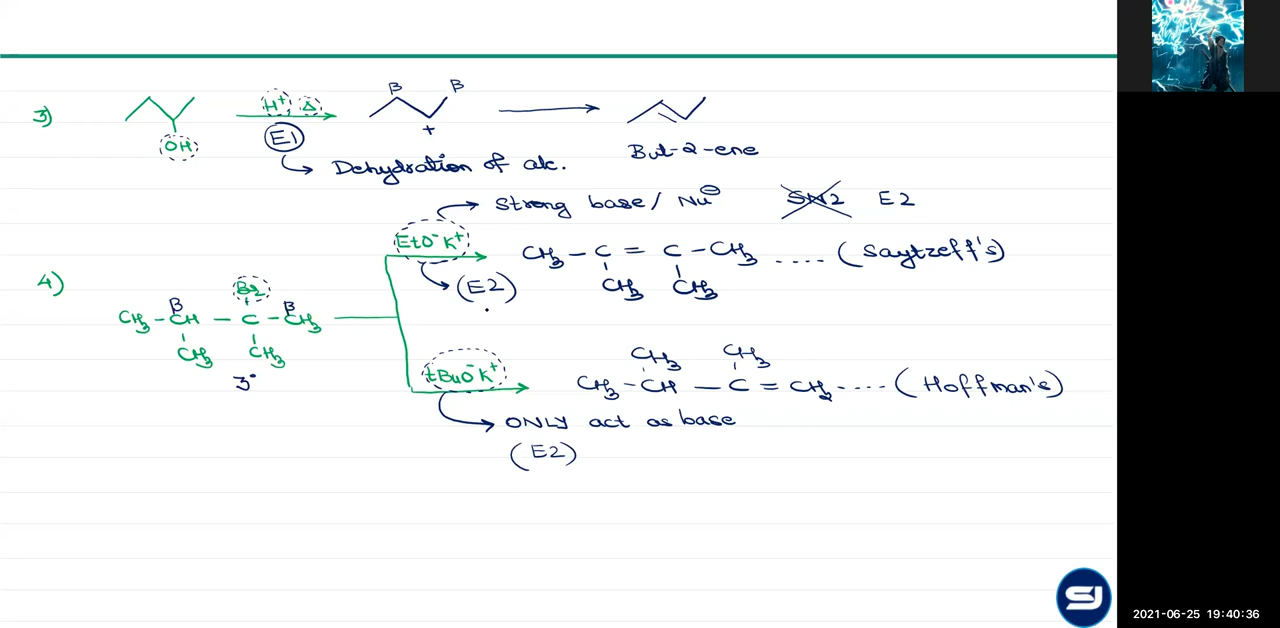 3) OH H⁺ Δ β β +
E1 But-2-ene
Dehydration of alc.
Strong base / Nu⊖ SN2 E2
EtO⁻K⁺ CH₃ - C = C - CH₃ .... (Saytzeff's)
CH₃ CH₃
(E2)
4) Br
β β
CH₃ - CH - C - CH₃
CH₃ CH₃
3°
CH₃ CH₃
tBuO⁻K⁺ CH₃ - CH - C = CH₂ .... (Hoffman's)
ONLY act as base
(E2)
SJ
2021-06-25 19:40:36